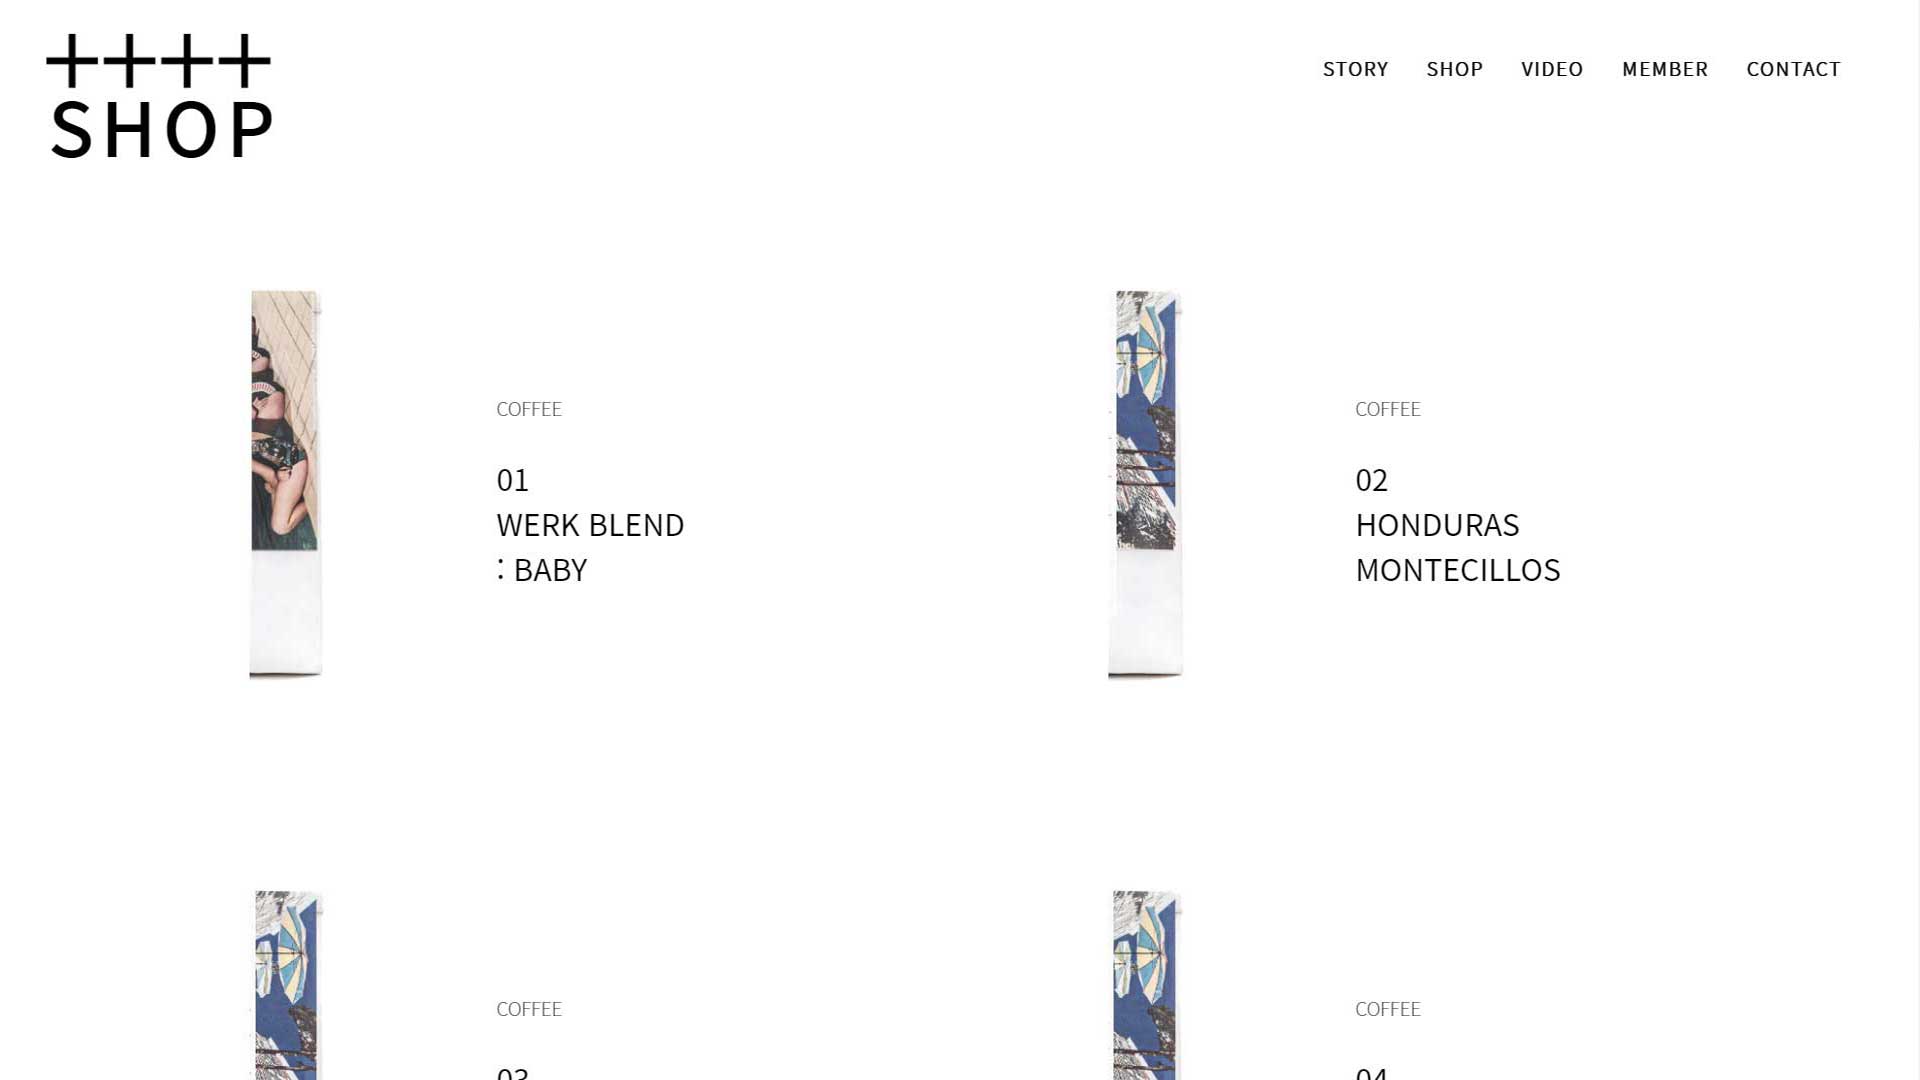 ++++
SHOP
STORY SHOP VIDEO MEMBER CONTACT
COFFEE
01
WERK BLEND
: BABY
COFFEE
02
HONDURAS
MONTECILLOS
COFFEE
03
COFFEE
04